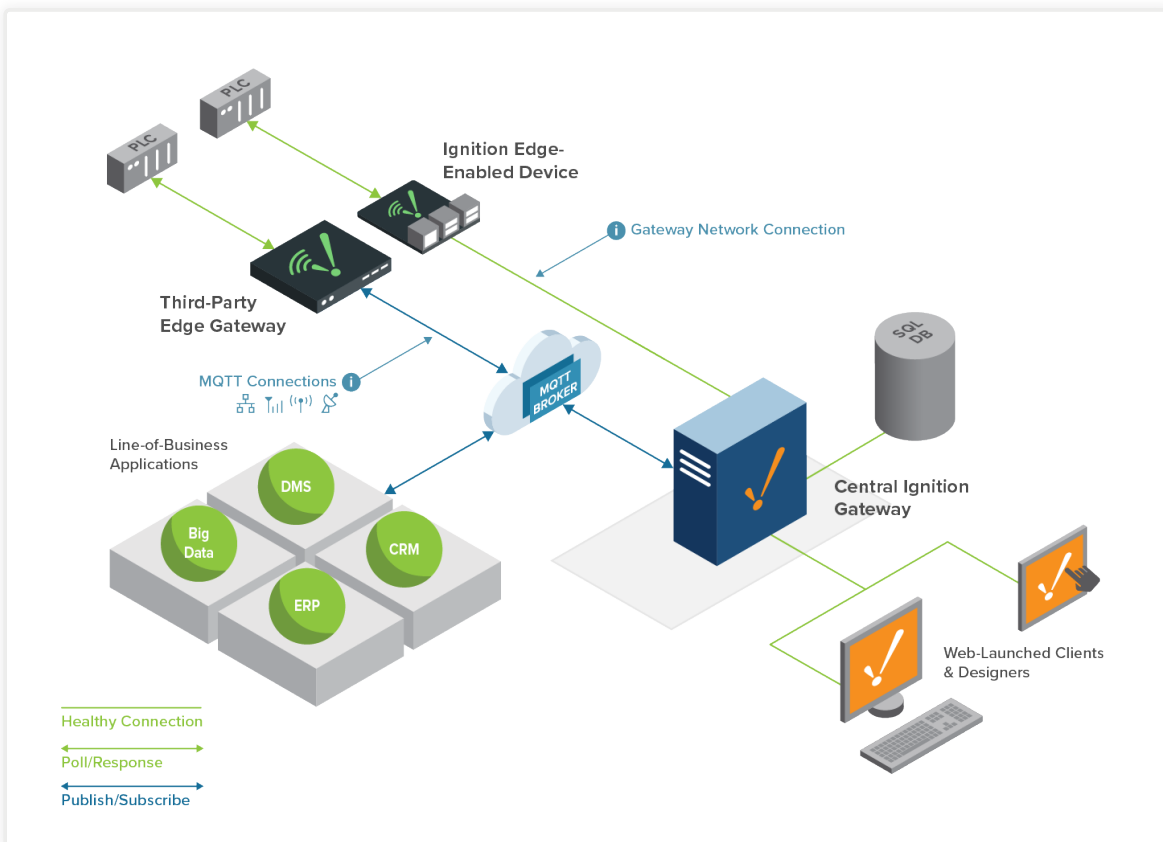 PLC
PLC
Ignition Edge-
Enabled Device
Gateway Network Connection
Third-Party
Edge Gateway
SQL
DB
MQTT Connections
MQTT
BROKER
Line-of-Business
Applications
DMS
Big
Data
CRM
ERP
Central Ignition
Gateway
Web-Launched Clients
& Designers
Healthy Connection
Poll/Response
Publish/Subscribe